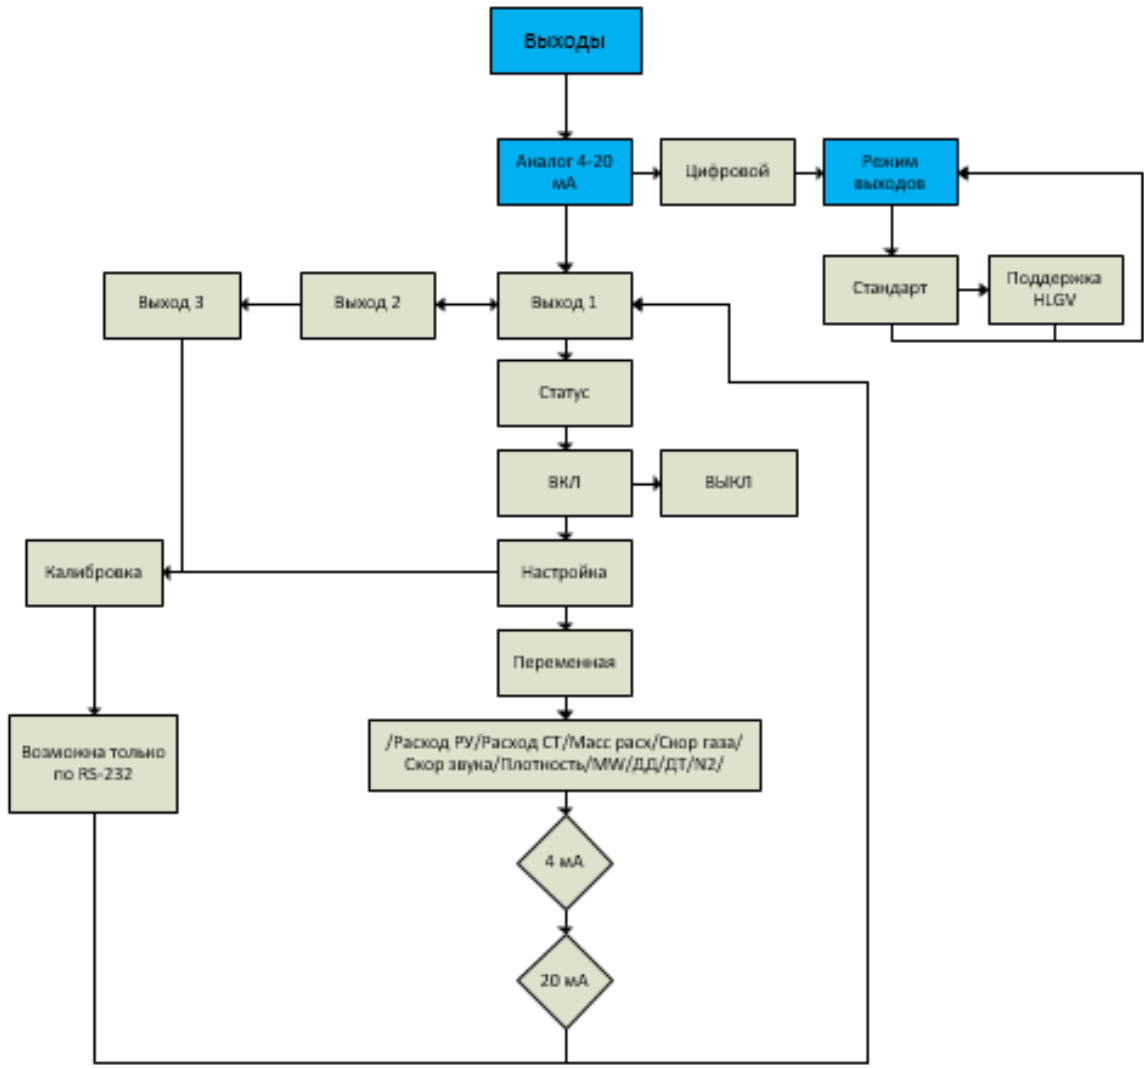 Выходы
Аналог 4-20
мА
Цифровой
Режим
выходов
Стандарт
Поддержка
HLGV
Выход 3
Выход 2
Выход 1
Статус
ВКЛ
ВЫКЛ
Калибровка
Настройка
Переменная
Возможна только
по RS-232
/Расход РУ/Расход СТ/Масс расх/Скор газа/
Скор звука/Плотность/MW/ДД/ДТ/N2/
4 мА
20 мА